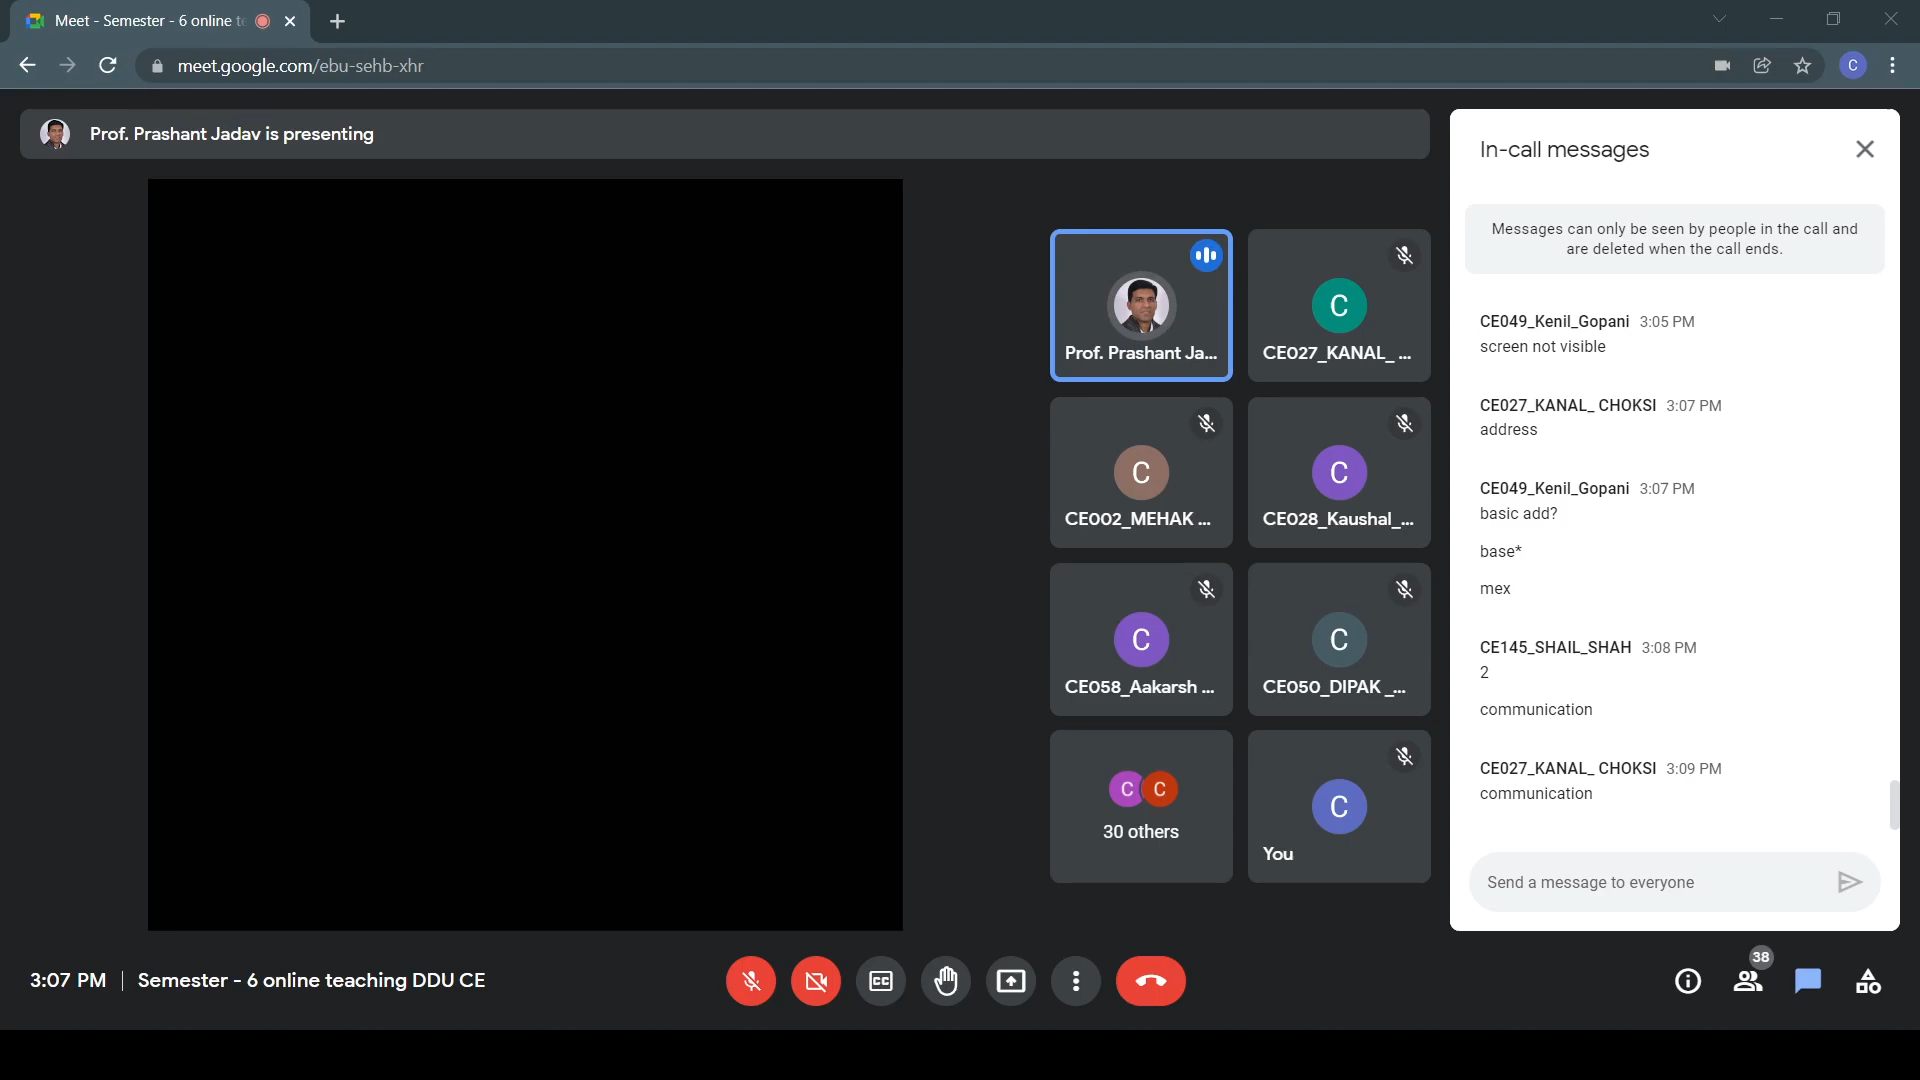 Meet - Semester - 6 online te
meet.google.com/ebu-sehb-xhr
C
Prof. Prashant Jadav is presenting
Prof. Prashant Ja...
C
CE027_KANAL_ ...
C
CE002_MEHAK ...
C
CE028_Kaushal_...
C
CE058_Aakarsh ...
C
CE050_DIPAK _...
C C
30 others
C
You
In-call messages
Messages can only be seen by people in the call and
are deleted when the call ends.
CE049_Kenil_Gopani 3:05 PM
screen not visible
CE027_KANAL_ CHOKSI 3:07 PM
address
CE049_Kenil_Gopani 3:07 PM
basic add?
base*
mex
CE145_SHAIL_SHAH 3:08 PM
2
communication
CE027_KANAL_ CHOKSI 3:09 PM
communication
Send a message to everyone
3:07 PM | Semester - 6 online teaching DDU CE
CC
38